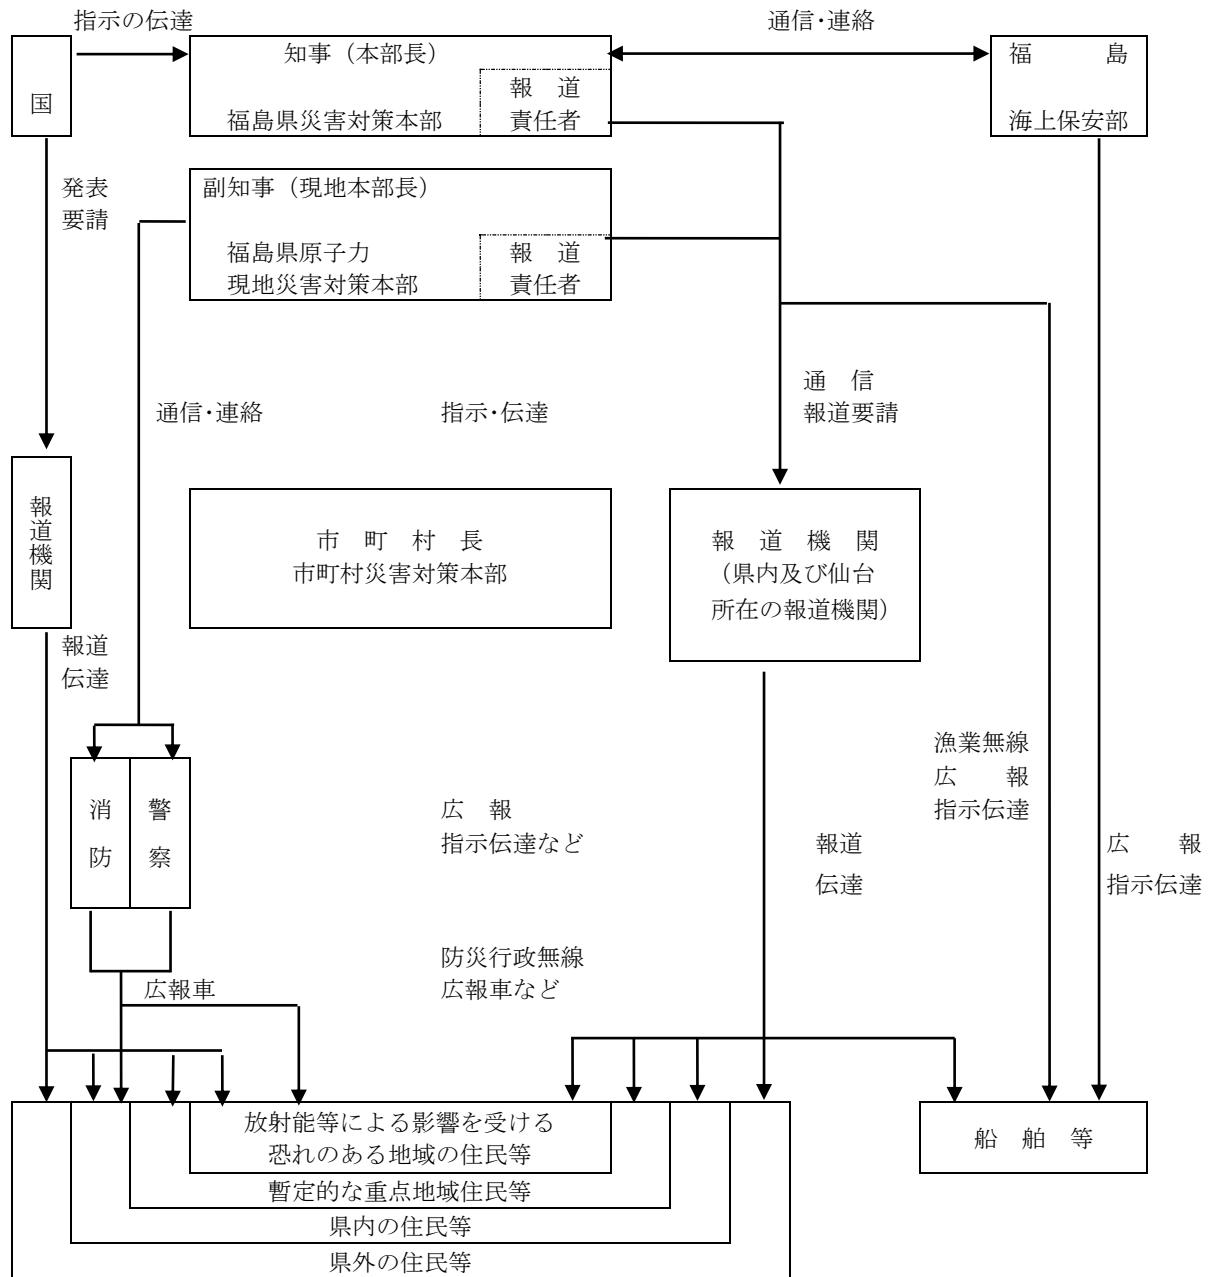 指示の伝達
通信･連絡
国
知事（本部長）
福島県災害対策本部
報　道
責任者
福　　　島
海上保安部
発表
要請
副知事（現地本部長）
福島県原子力
現地災害対策本部
報　道
責任者
通信･連絡
指示･伝達
通　信
報道要請
報道機関
市　町　村　長
市町村災害対策本部
報　道　機　関
（県内及び仙台
所在の報道機関）
報道
伝達
消防
警察
広　報
指示伝達など
漁業無線
広　　報
指示伝達
報道
伝達
広　　報
指示伝達
防災行政無線
広報車など
広報車
放射能等による影響を受ける
恐れのある地域の住民等
暫定的な重点地域住民等
県内の住民等
県外の住民等
船　舶　等